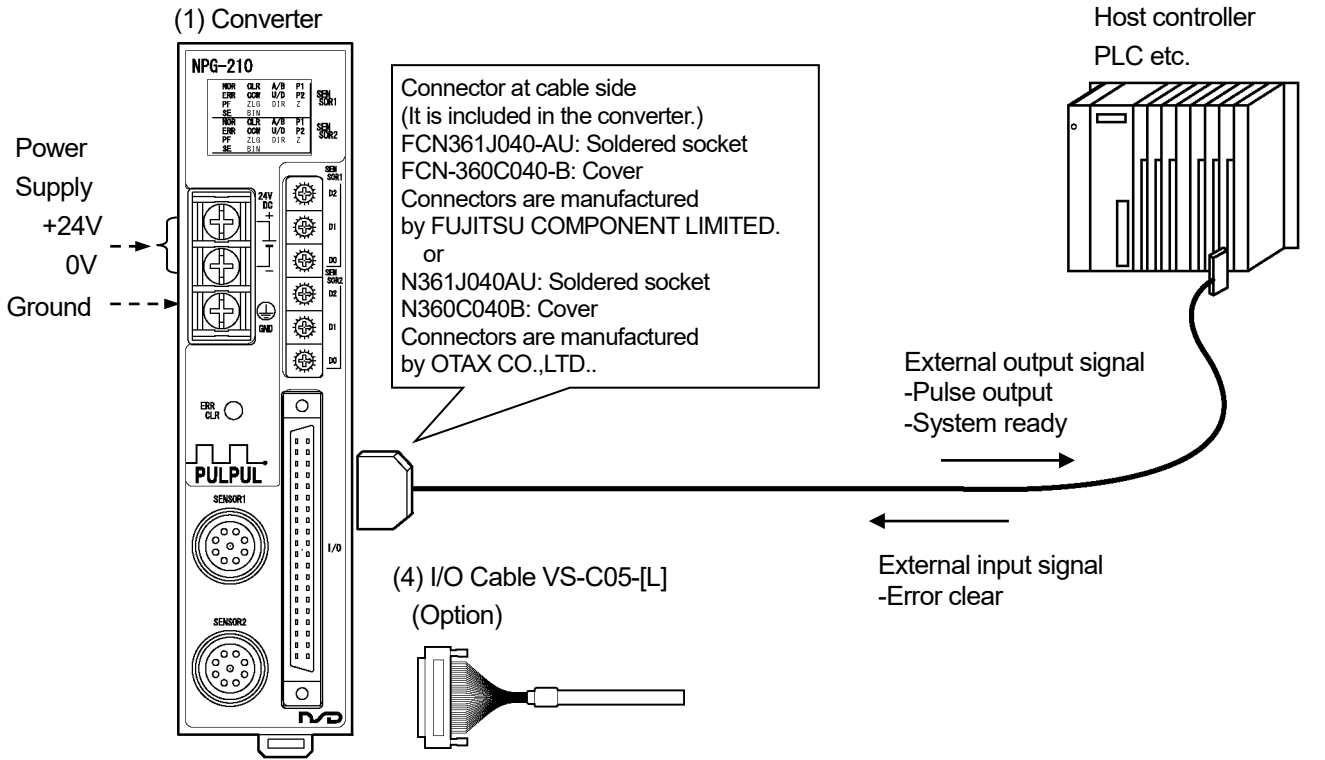 (1) Converter
Host controller
PLC etc.
NPG-210
NOR CLR A/B P1
ERR CCW U/D P2
PF ZLG DIR Z
SE BIN
SEN
SOR1
NOR CLR A/B P1
ERR CCW U/D P2
PF ZLG DIR Z
SE BIN
SEN
SOR2
Connector at cable side
(It is included in the converter.)
FCN361J040-AU: Soldered socket
FCN-360C040-B: Cover
Connectors are manufactured
by FUJITSU COMPONENT LIMITED.
or
N361J040AU: Soldered socket
N360C040B: Cover
Connectors are manufactured
by OTAX CO.,LTD..
Power
Supply
+24V
0V
Ground
24V
DC
+
−
GND
SEN
SOR1
D2
D1
D0
SEN
SOR2
D2
D1
D0
ERR
CLR
PULPUL
SENSOR1
I/O
SENSOR2
NSD
External output signal
-Pulse output
-System ready
External input signal
-Error clear
(4) I/O Cable VS-C05-[L]
(Option)